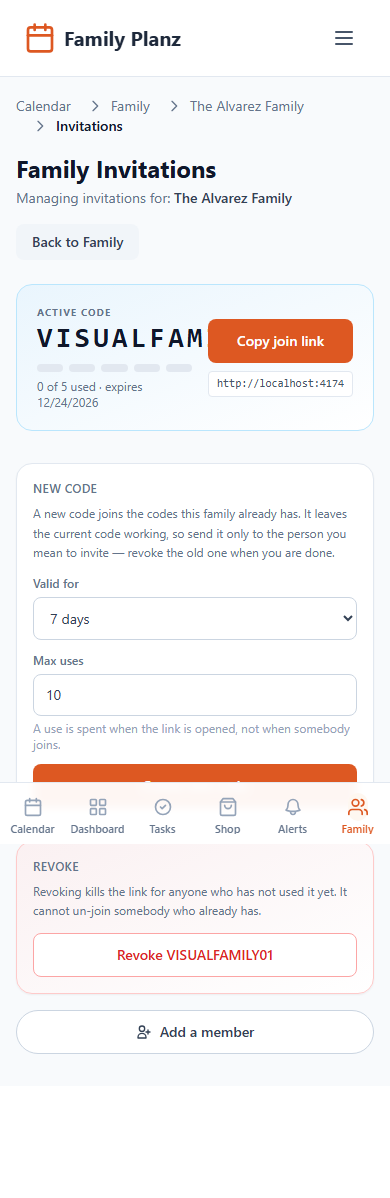 Family Planz
Calendar > Family > The Alvarez Family
> Invitations
Family Invitations
Managing invitations for: The Alvarez Family
Back to Family
ACTIVE CODE
VISUALFAM
Copy join link
0 of 5 used · expires
12/24/2026
http://localhost:4174
NEW CODE
A new code joins the codes this family already has. It leaves
the current code working, so send it only to the person you
mean to invite — revoke the old one when you are done.
Valid for
7 days
Max uses
10
A use is spent when the link is opened, not when somebody
joins.
Calendar
Dashboard
Tasks
Shop
Alerts
Family
REVOKE
Revoking kills the link for anyone who has not used it yet. It
cannot un-join somebody who already has.
Revoke VISUALFAMILY01
Add a member